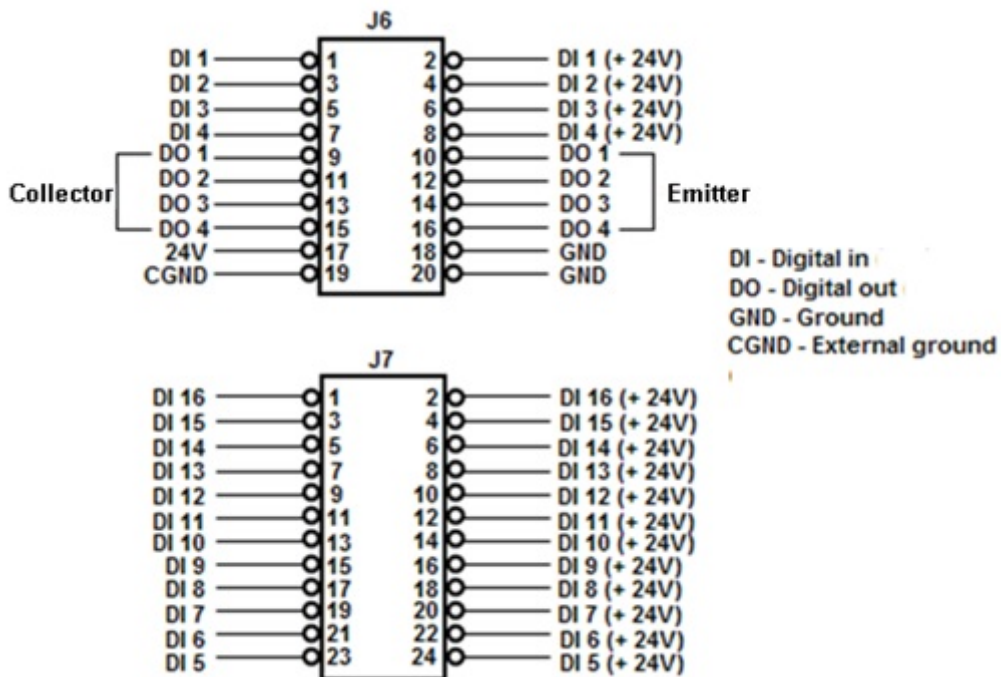 J6
DI 1 1 2 DI 1 (+ 24V)
DI 2 3 4 DI 2 (+ 24V)
DI 3 5 6 DI 3 (+ 24V)
DI 4 7 8 DI 4 (+ 24V)
DO 1 9 10 DO 1
DO 2 11 12 DO 2
Collector Emitter
DO 3 13 14 DO 3
DO 4 15 16 DO 4
24V 17 18 GND
CGND 19 20 GND
DI - Digital in
DO - Digital out
GND - Ground
CGND - External ground
J7
DI 16 1 2 DI 16 (+ 24V)
DI 15 3 4 DI 15 (+ 24V)
DI 14 5 6 DI 14 (+ 24V)
DI 13 7 8 DI 13 (+ 24V)
DI 12 9 10 DI 12 (+ 24V)
DI 11 11 12 DI 11 (+ 24V)
DI 10 13 14 DI 10 (+ 24V)
DI 9 15 16 DI 9 (+ 24V)
DI 8 17 18 DI 8 (+ 24V)
DI 7 19 20 DI 7 (+ 24V)
DI 6 21 22 DI 6 (+ 24V)
DI 5 23 24 DI 5 (+ 24V)